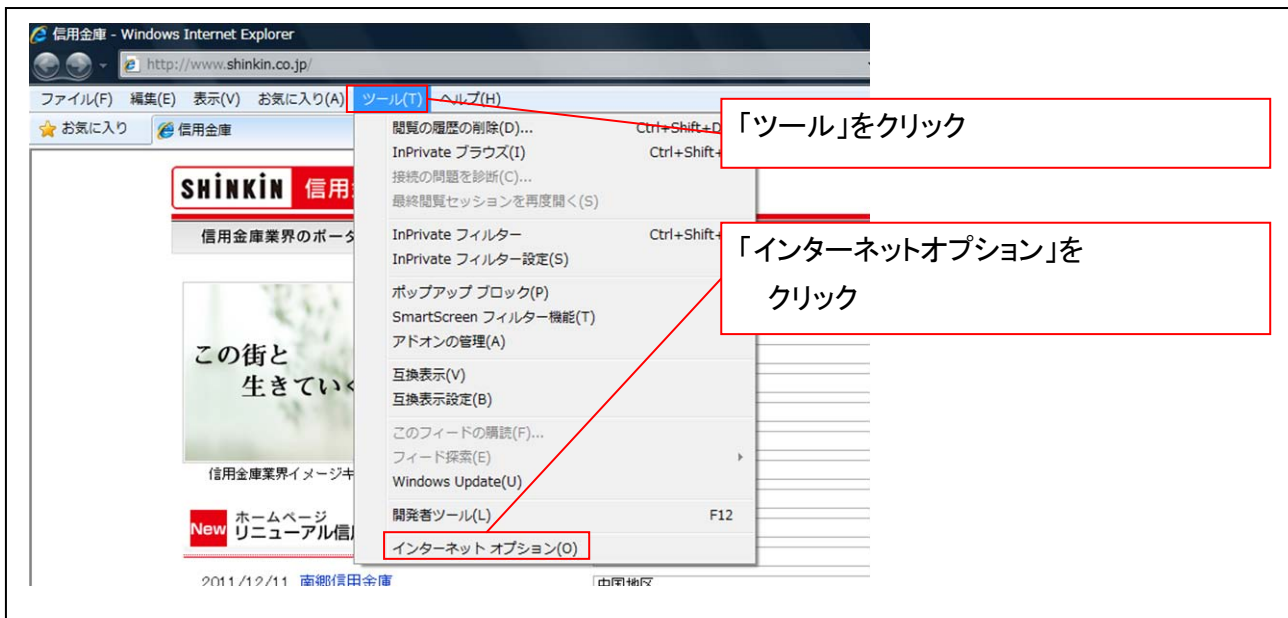 信用金庫 - Windows Internet Explorer
http://www.shinkin.co.jp/
ファイル(F) 編集(E) 表示(V) お気に入り(A) ツール(T) ヘルプ(H)
お気に入り 信用金庫
閲覧の履歴の削除(D)... Ctrl+Shift+D
InPrivate ブラウズ(I) Ctrl+Shift+
接続の問題を診断(C)...
最終閲覧セッションを再度開く(S)
InPrivate フィルター Ctrl+Shift+
InPrivate フィルター設定(S)
ポップアップ ブロック(P)
SmartScreen フィルター機能(T)
アドオンの管理(A)
互換表示(V)
互換表示設定(B)
このフィードの購読(F)...
フィード探索(E)
Windows Update(U)
開発者ツール(L) F12
インターネット オプション(O)
「ツール」をクリック
「インターネットオプション」を
クリック
SHINKIN 信用
信用金庫業界のポータ
この街と
生きてい
信用金庫業界イメージキ
New ホームページ
リニューアル信
2011/12/11 南郷信用金庫
中国地区